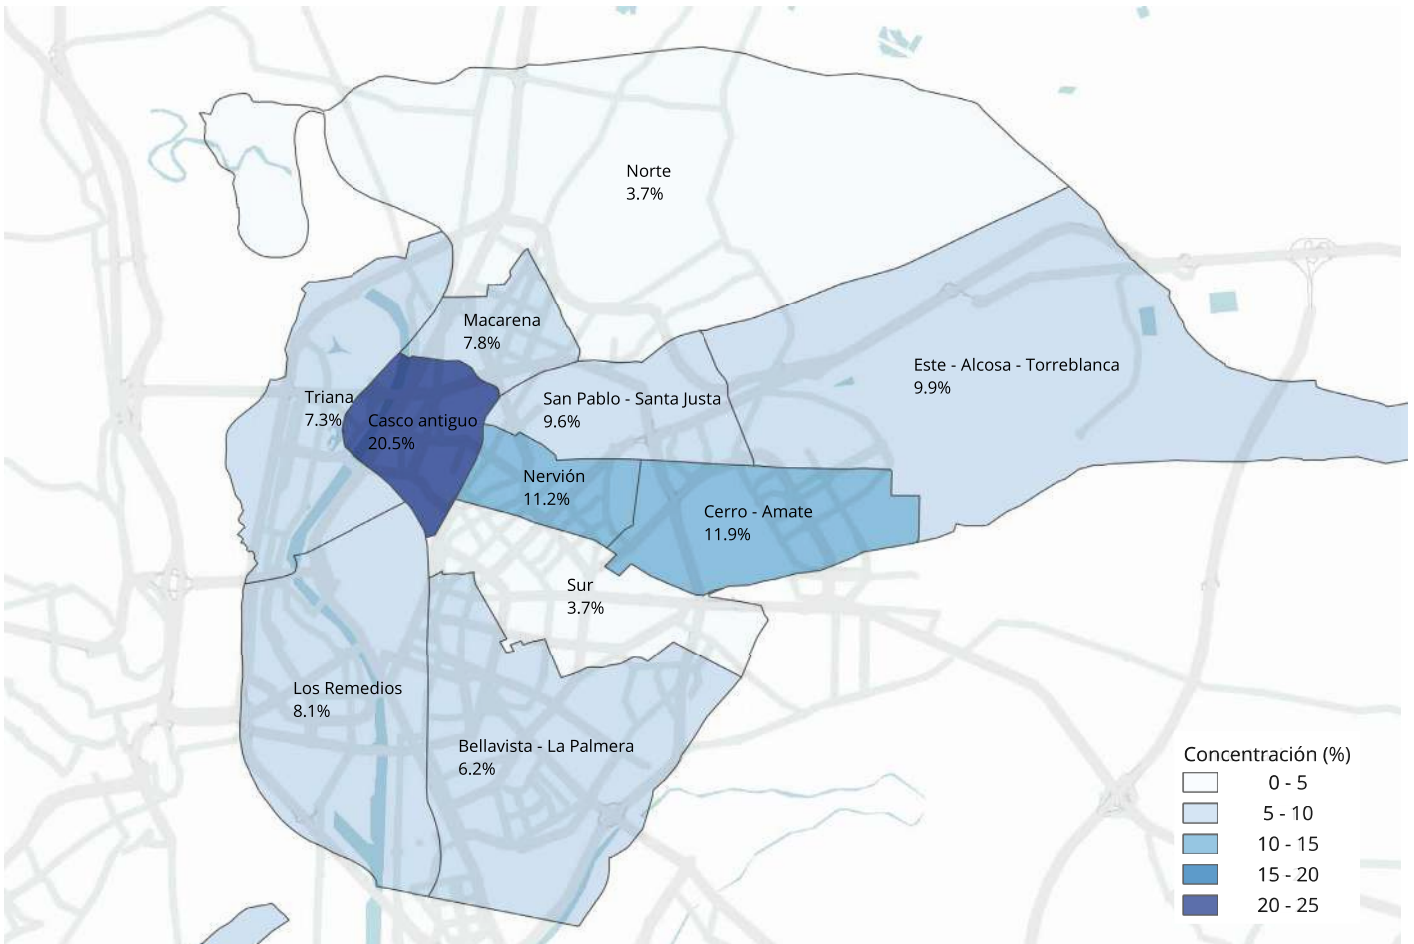 Norte
3.7%
Macarena
7.8%
Este - Alcosa - Torreblanca
9.9%
San Pablo - Santa Justa
9.6%
Triana
7.3%
Casco antiguo
20.5%
Nervión
11.2%
Cerro - Amate
11.9%
Sur
3.7%
Los Remedios
8.1%
Bellavista - La Palmera
6.2%
Concentración (%)
0 - 5
5 - 10
10 - 15
15 - 20
20 - 25